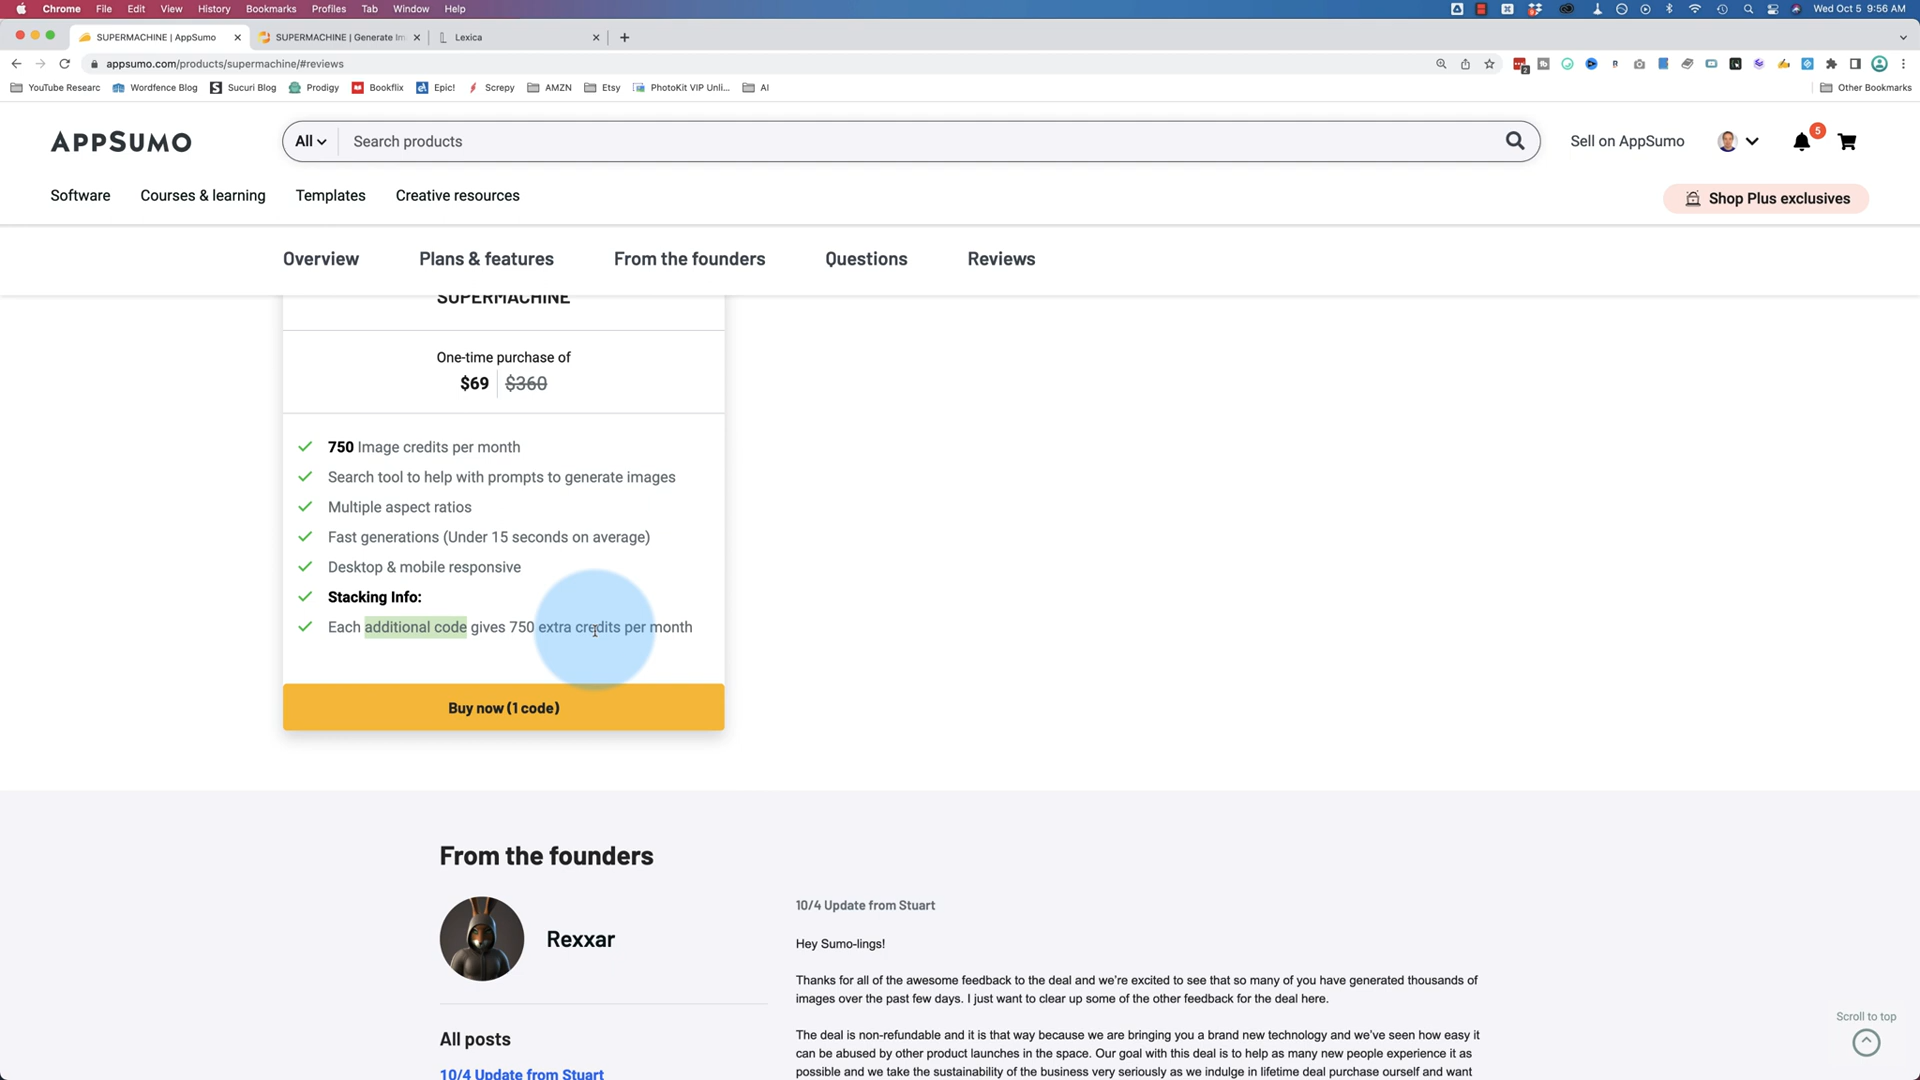 Chrome File Edit View History Bookmarks Profiles Tab Window Help
Wed Oct 5 9:56 AM
SUPERMACHINE | AppSumo
SUPERMACHINE | Generate Im
Lexica
appsumo.com/products/supermachine/#reviews
YouTube Researc Wordfence Blog Sucuri Blog Prodigy Bookflix Epic! Screpy AMZN Etsy PhotoKit VIP Unli... AI Other Bookmarks
APPSUMO
All
Search products
Sell on AppSumo
5
Software Courses & learning Templates Creative resources
Shop Plus exclusives
Overview Plans & features From the founders Questions Reviews
SUPERMACHINE
One-time purchase of
$69 $360
750 Image credits per month
Search tool to help with prompts to generate images
Multiple aspect ratios
Fast generations (Under 15 seconds on average)
Desktop & mobile responsive
Stacking Info:
Each additional code gives 750 extra credits per month
Buy now (1 code)
From the founders
Rexxar
All posts
10/4 Update from Stuart
10/4 Update from Stuart
Hey Sumo-lings!
Thanks for all of the awesome feedback to the deal and we're excited to see that so many of you have generated thousands of
images over the past few days. I just want to clear up some of the other feedback for the deal here.
The deal is non-refundable and it is that way because we are bringing you a brand new technology and we've seen how easy it
can be abused by other product launches in the space. Our goal with this deal is to help as many new people experience it as
possible and we take the sustainability of the business very seriously as we indulge in lifetime deal purchase ourself and want
Scroll to top